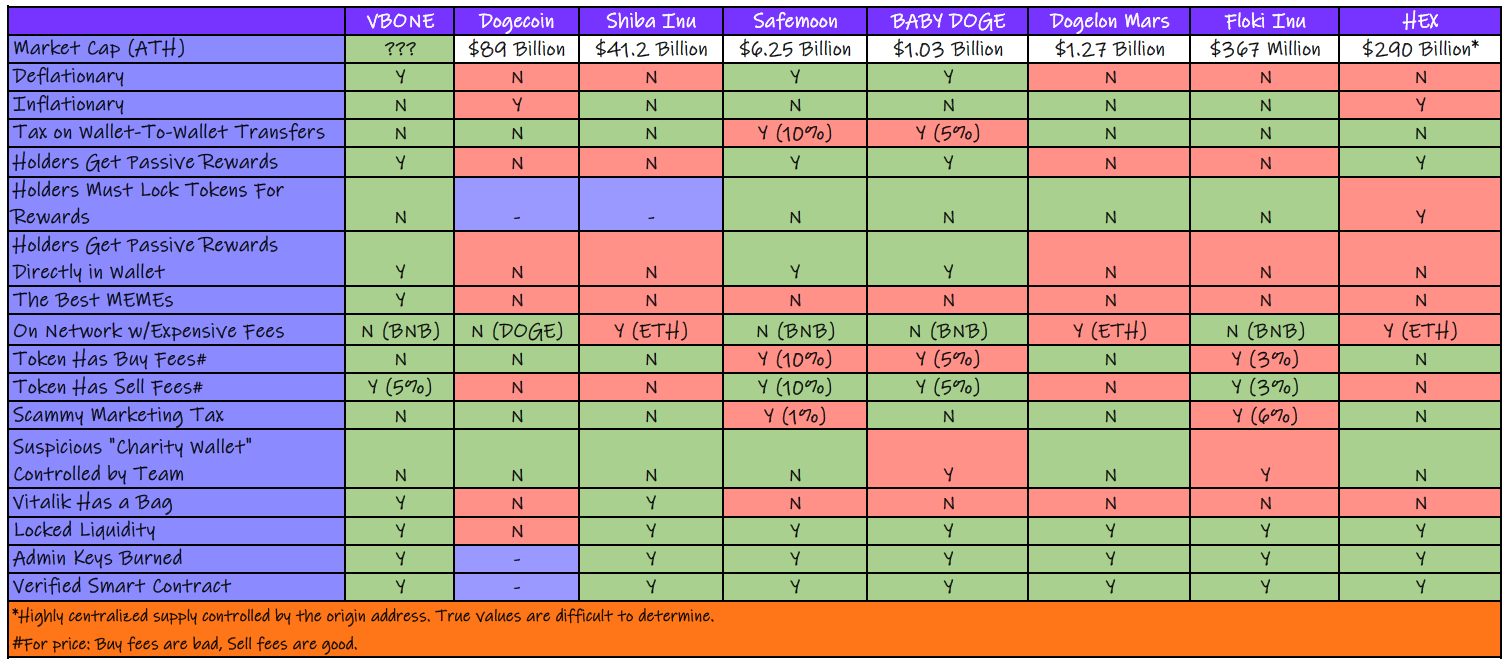 VBONE Dogecoin Shiba Inu Safemoon BABY DOGE Dogelon Mars Floki Inu HEX
Market Cap (ATH) ??? $89 Billion $41.2 Billion $6.25 Billion $1.03 Billion $1.27 Billion $367 Million $290 Billion*
Deflationary Y N N Y Y N N N
Inflationary N Y N N N N N Y
Tax on Wallet-To-Wallet Transfers N N N Y (10%) Y (5%) N N N
Holders Get Passive Rewards Y N N Y Y N N Y
Holders Must Lock Tokens For
Rewards N - - N N N N Y
Holders Get Passive Rewards
Directly in Wallet Y N N Y Y N N N
The Best MEMEs Y N N N N N N N
On Network w/Expensive Fees N (BNB) N (DOGE) Y (ETH) N (BNB) N (BNB) Y (ETH) N (BNB) Y (ETH)
Token Has Buy Fees# N N N Y (10%) Y (5%) N Y (3%) N
Token Has Sell Fees# Y (5%) N N Y (10%) Y (5%) N Y (3%) N
Scammy Marketing Tax N N N Y (1%) N N Y (6%) N
Suspicious "Charity Wallet"
Controlled by Team N N N N Y N Y N
Vitalik Has a Bag Y N Y N N N N N
Locked Liquidity Y N Y Y Y Y Y Y
Admin Keys Burned Y - Y Y Y Y Y Y
Verified Smart Contract Y - Y Y Y Y Y Y
*Highly centralized supply controlled by the origin address. True values are difficult to determine.
#For price: Buy fees are bad, Sell fees are good.